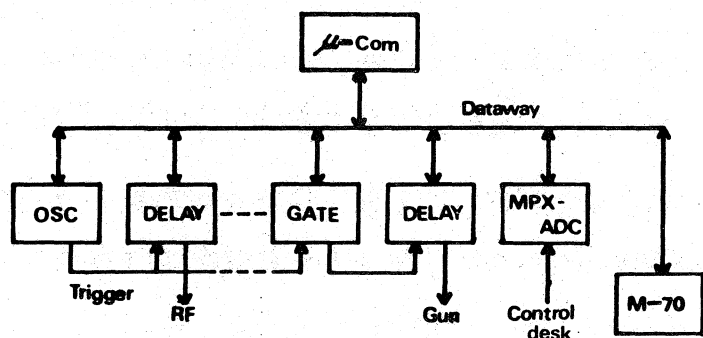 μ-Com
Dataway
OSC
DELAY
GATE
DELAY
MPX-
ADC
M-70
Trigger
RF
Gun
Control
desk